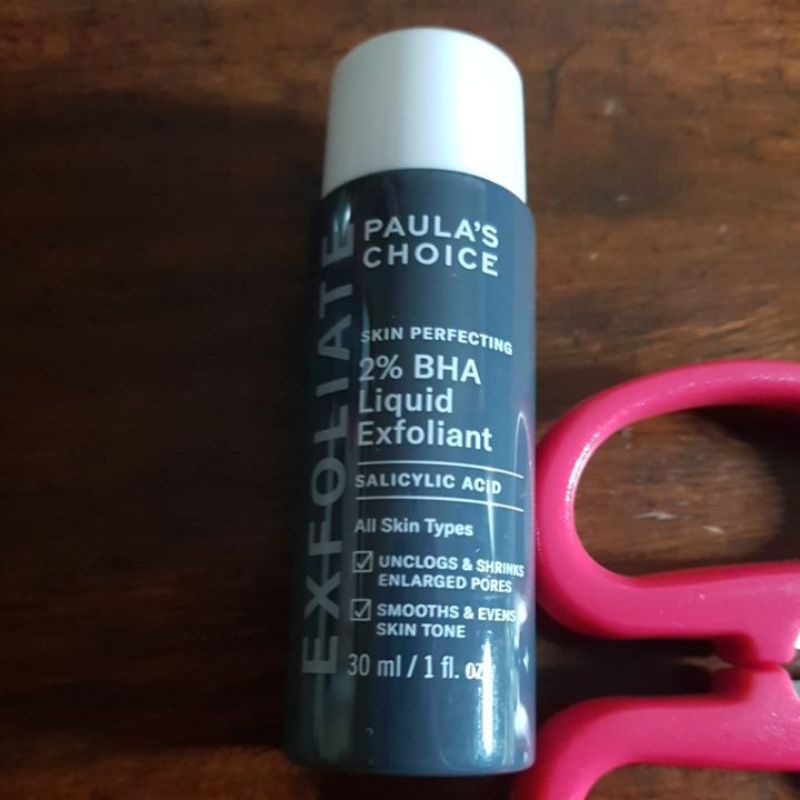 EXFOLIATE
PAULA'S
CHOICE
SKIN PERFECTING
2% BHA
Liquid
Exfoliant
SALICYLIC ACID
All Skin Types
UNCLOGS & SHRINKS
ENLARGED PORES
SMOOTHS & EVENS
SKIN TONE
30 ml / 1 fl. oz